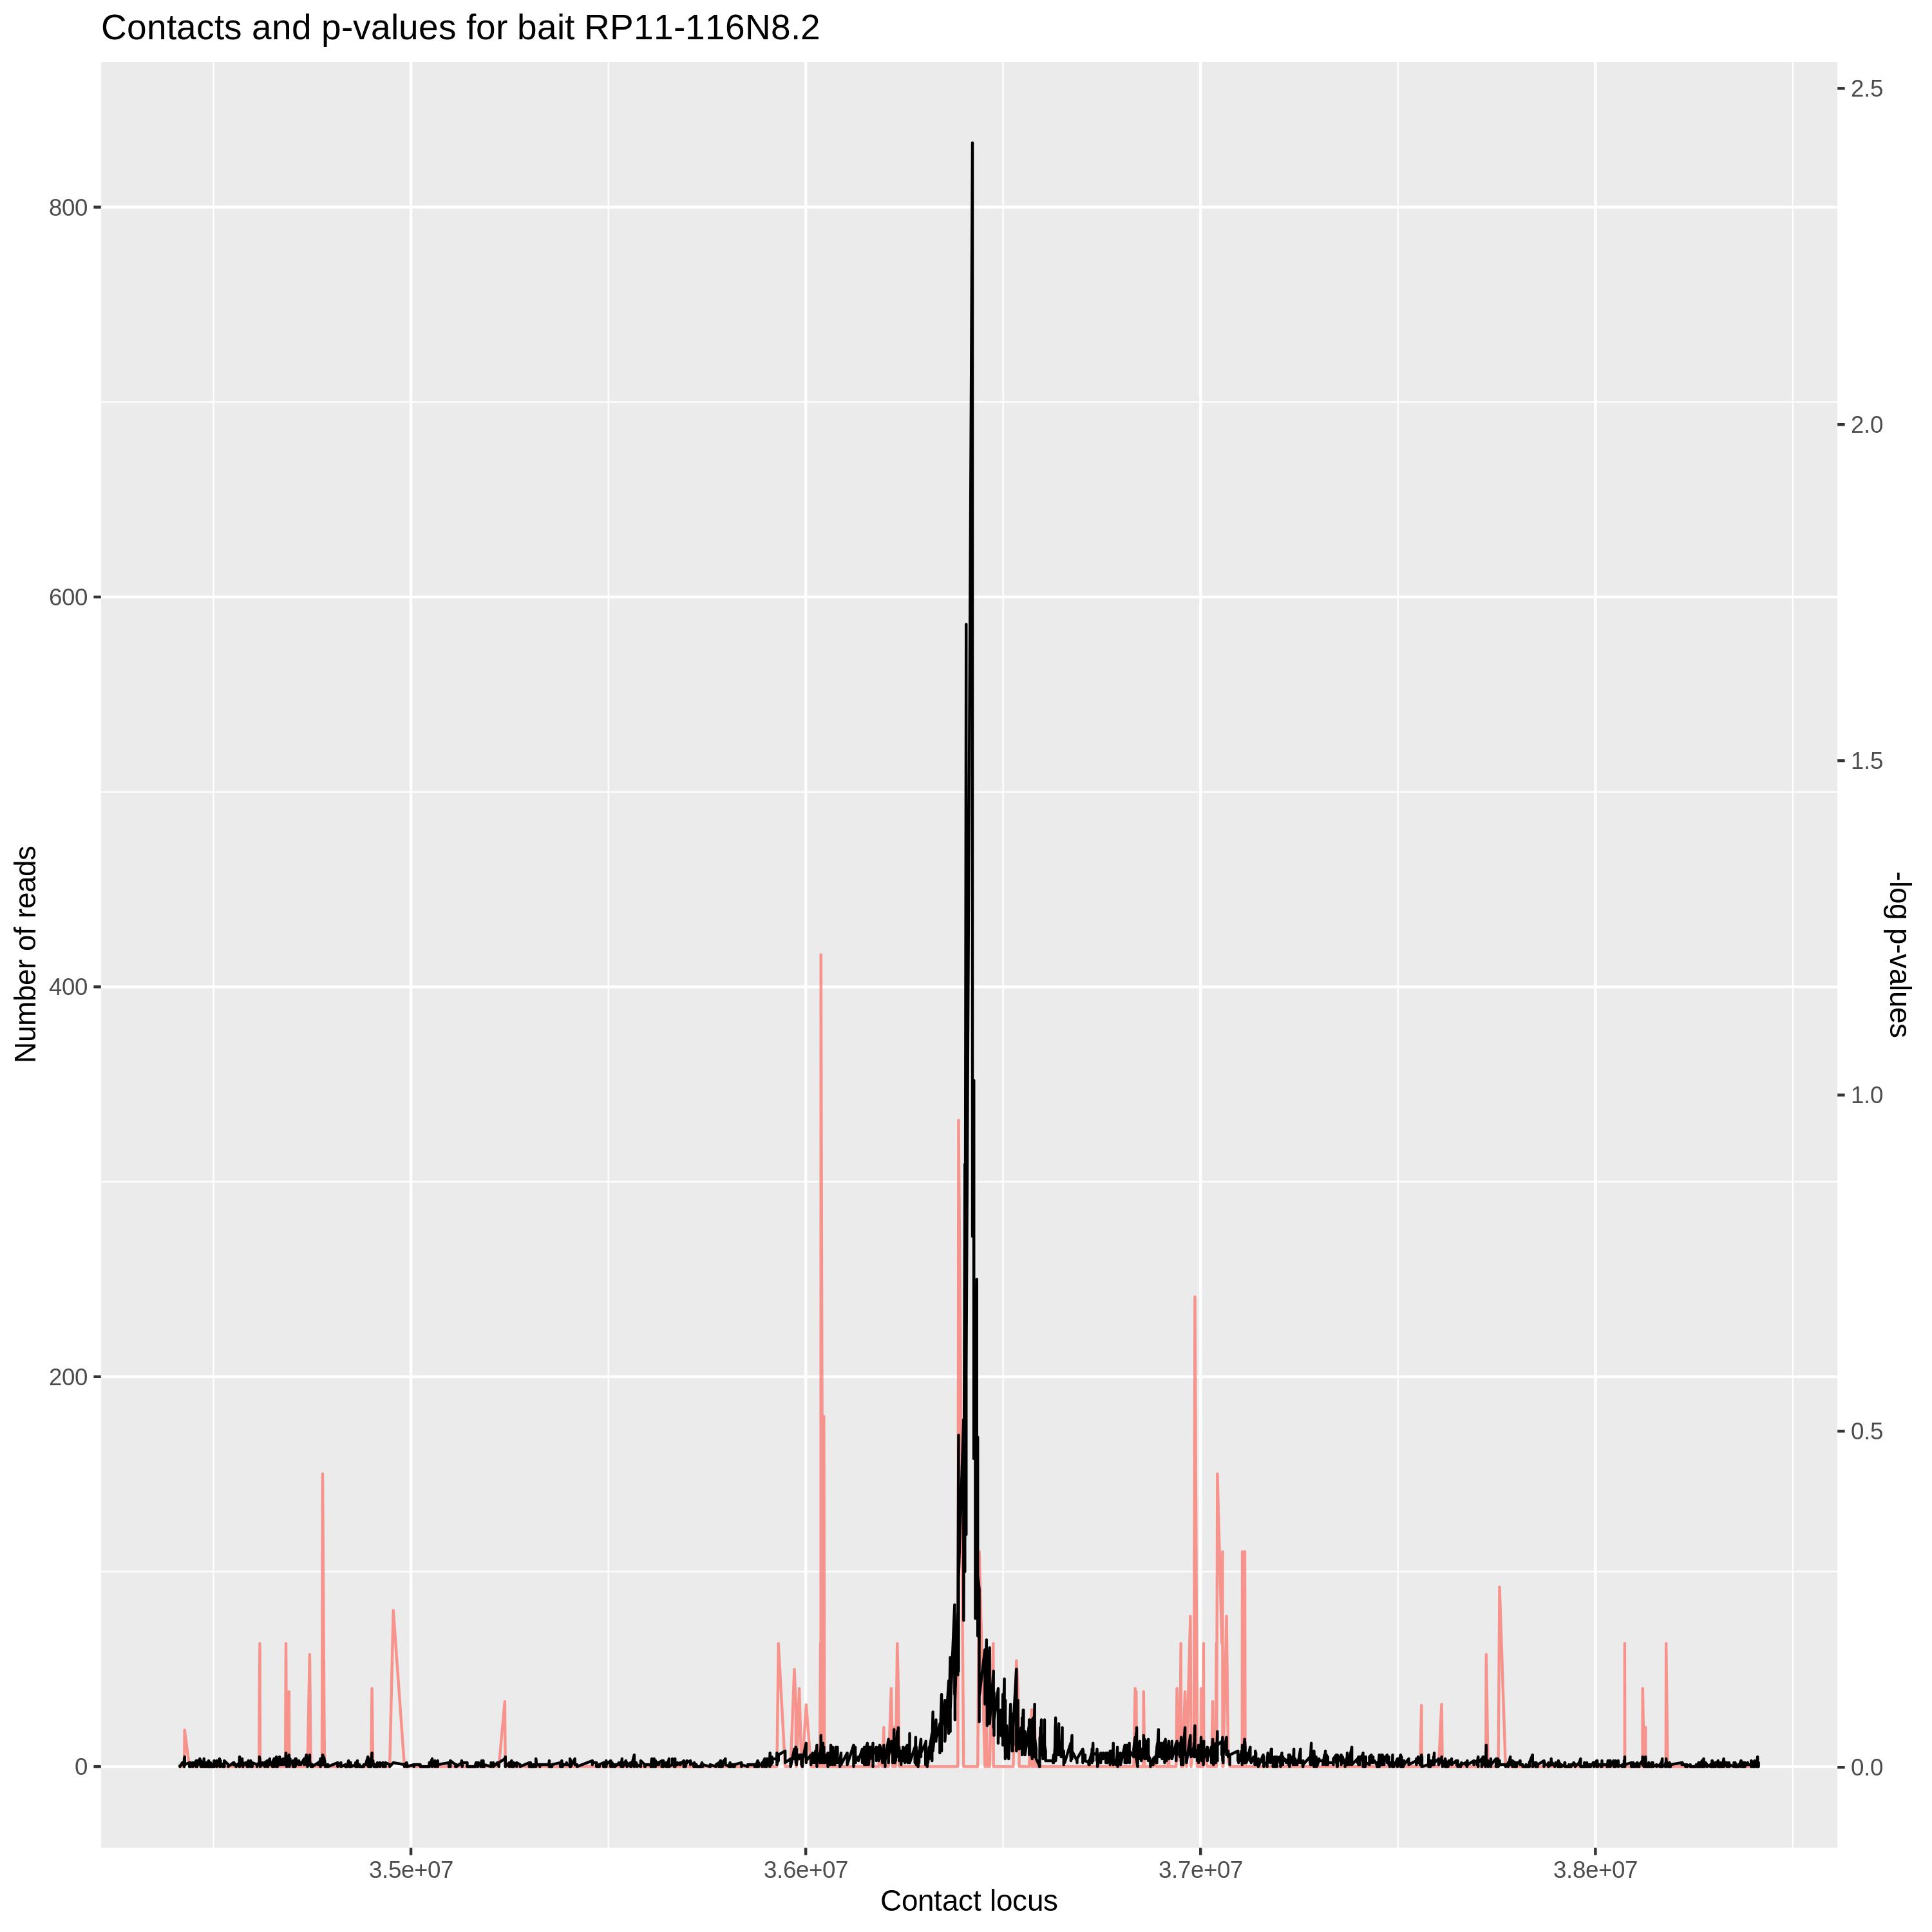 Contacts and p-values for bait RP11-116N8.2
Number of reads
800
600
400
200
0
2.5
2.0
1.5
1.0
0.5
0.0
-log p-values
3.5e+07 3.6e+07 3.7e+07 3.8e+07
Contact locus